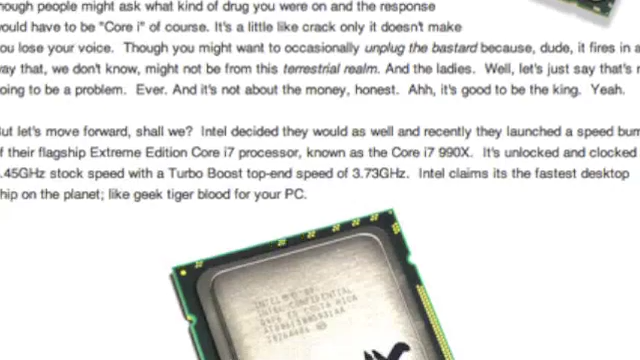 hough people might ask what kind of drug you were on and the response
would have to be "Core i" of course. It's a little like crack only it doesn't make
you lose your voice.  Though you might want to occasionally unplug the bastard because, dude, it fires in a
way that, we don't know, might not be from this terrestrial realm. And the ladies.  Well, let's just say that's n
oing to be a problem.  Ever. And it's not about the money, honest.  Ahh, it's good to be the king.  Yeah.
But let's move forward, shall we?  Intel decided they would as well and recently they launched a speed bum
f their flagship Extreme Edition Core i7 processor, known as the Core i7 990X.  It's unlocked and clocked
.45GHz stock speed with a Turbo Boost top-end speed of 3.73GHz.  Intel claims its the fastest desktop
hip on the planet; like geek tiger blood for your PC.
INTEL
INTEL CONFIDENTIAL
COSTA RICA